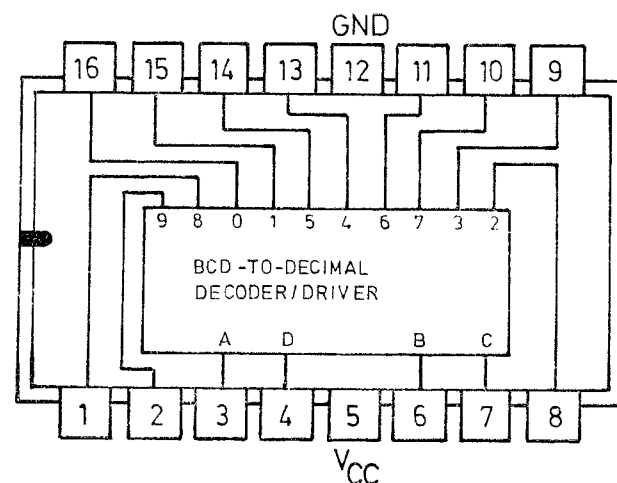 GND
16 15 14 13 12 11 10 9
9 8 0 1 5 4 6 7 3 2
BCD-TO-DECIMAL
DECODER/DRIVER
A D B C
1 2 3 4 5 6 7 8
VCC